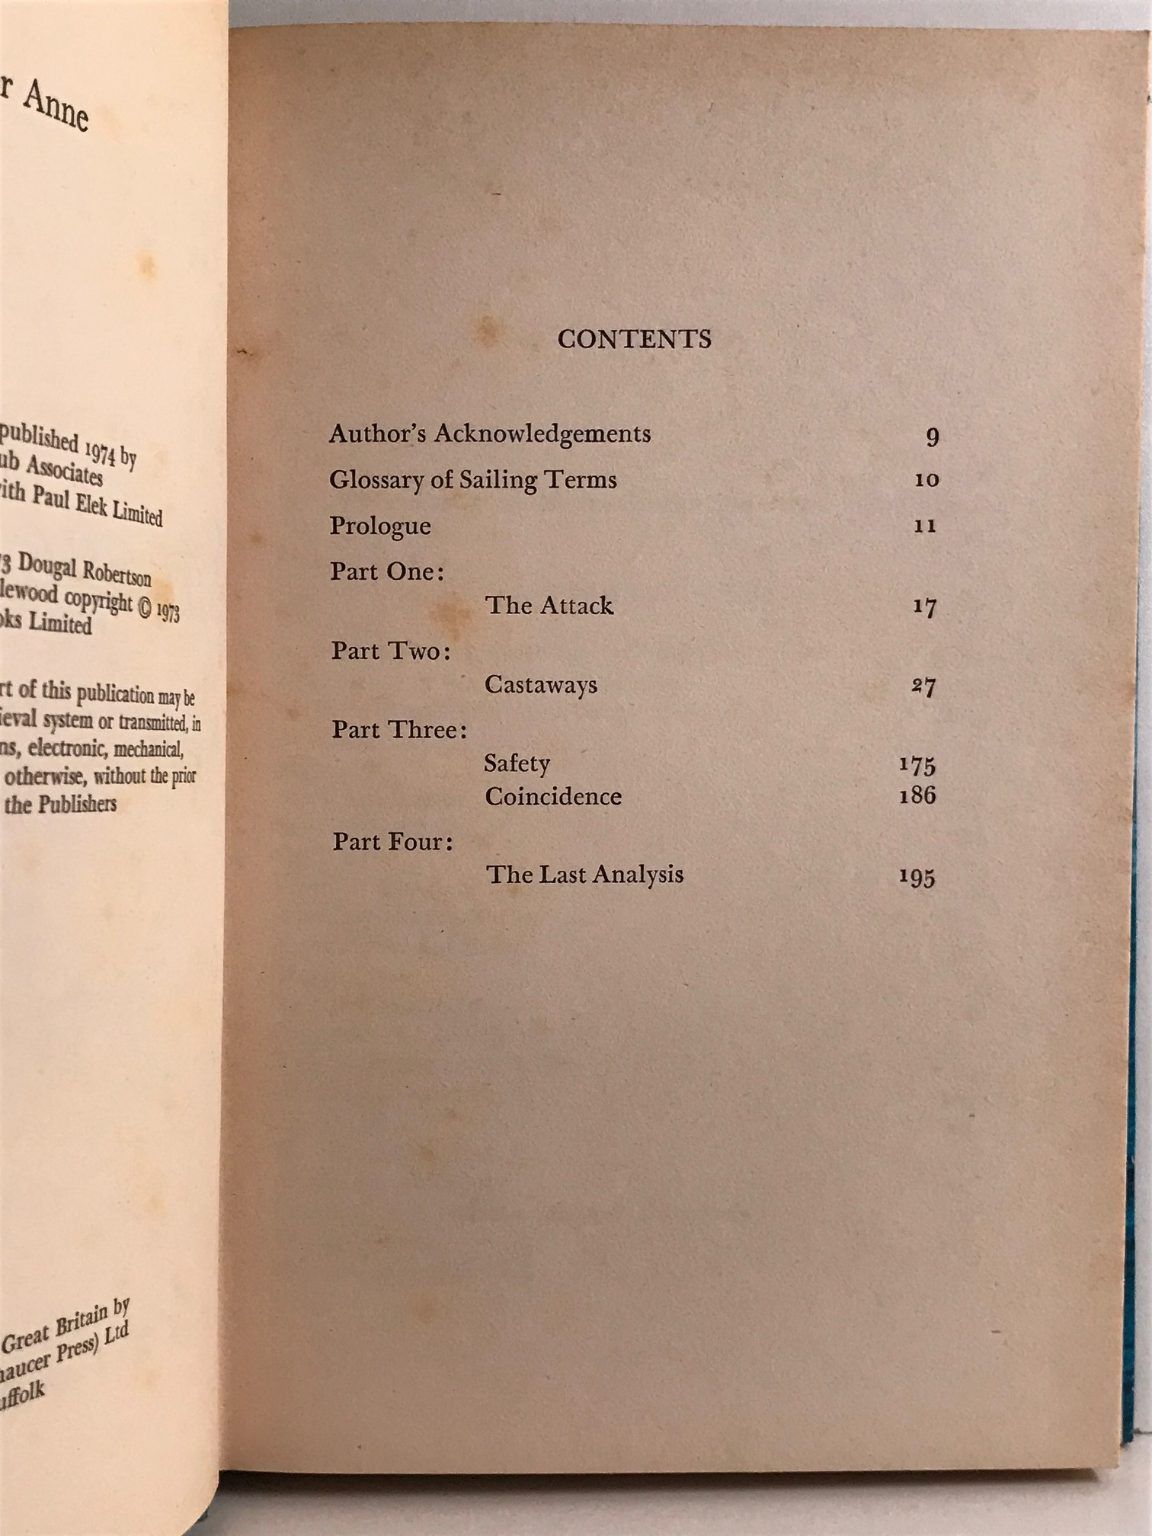 r Anne
published 1974 by
ub Associates
with Paul Elek Limited
3 Dougal Robertson
lewood copyright © 1973
oks Limited
rt of this publication may be
ieval system or transmitted, in
ns, electronic, mechanical,
otherwise, without the prior
the Publishers
Great Britain by
haucer Press) Ltd
uffolk
CONTENTS
Author's Acknowledgements 9
Glossary of Sailing Terms 10
Prologue 11
Part One:
The Attack 17
Part Two:
Castaways 27
Part Three:
Safety 175
Coincidence 186
Part Four:
The Last Analysis 195